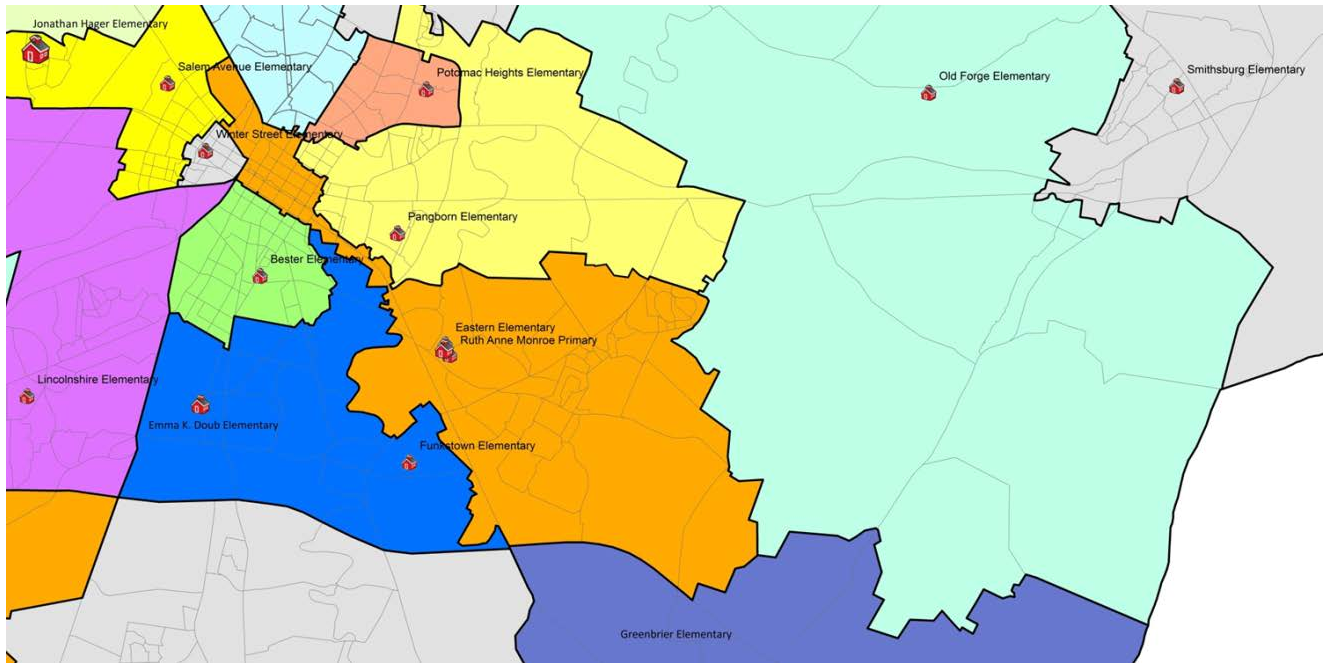 Jonathan Hager Elementary
Salem Avenue Elementary
Potomac Heights Elementary
Old Forge Elementary
Smithsburg Elementary
Winter Street Elementary
Pangborn Elementary
Bester Elementary
Eastern Elementary
Ruth Anne Monroe Primary
Lincolnshire Elementary
Emma K. Doub Elementary
Funkstown Elementary
Greenbrier Elementary